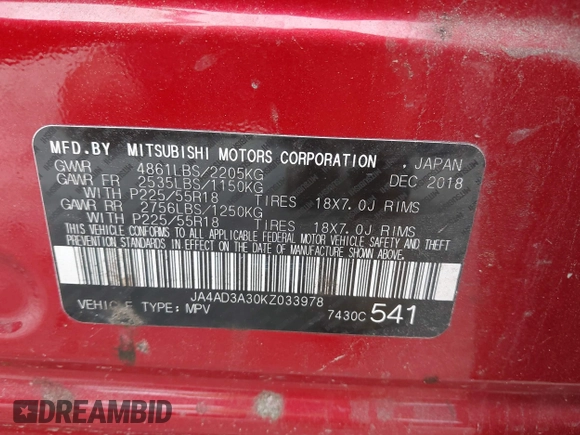 MFD.BY MITSUBISHI MOTORS CORPORATION . JAPAN
GVWR 4861LBS/2205KG DEC 2018
GAWR FR 2535LBS/1150KG
WITH P225/55R18 TIRES 18X7.0J RIMS
GAWR RR 2756LBS/1250KG
WITH P225/55R18 TIRES 18X7.0J RIMS
THIS VEHICLE CONFORMS TO ALL APPLICABLE FEDERAL MOTOR VEHICLE SAFETY AND THEFT
PREVENTION STANDARDS IN EFFECT ON THE DATE OF MANUFACTURE SHOWN ABOVE.
JA4AD3A30KZ033978
VEHICLE TYPE: MPV 7430C 541
DREAMBID